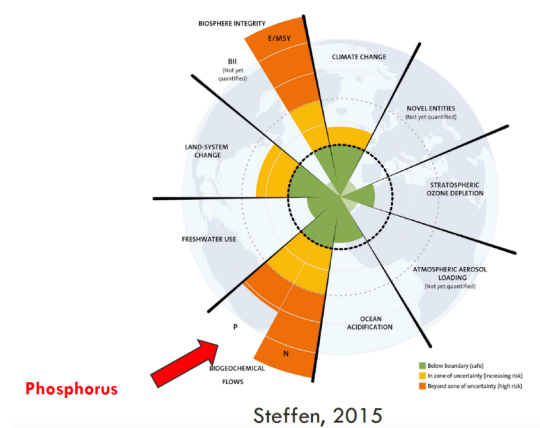 BIOSPHERE INTEGRITY
E/MSY
BII
(Not yet
quantified)
CLIMATE CHANGE
NOVEL ENTITIES
(Not yet quantified)
LAND-SYSTEM
CHANGE
STRATOSPHERIC
OZONE DEPLETION
FRESHWATER USE
ATMOSPHERIC AEROSOL
LOADING
(Not yet quantified)
OCEAN
ACIDIFICATION
P
N
BIOGEOCHEMICAL
FLOWS
Phosphorus
Below boundary (safe)
In zone of uncertainty (increasing risk)
Beyond zone of uncertainty (high risk)
Steffen, 2015